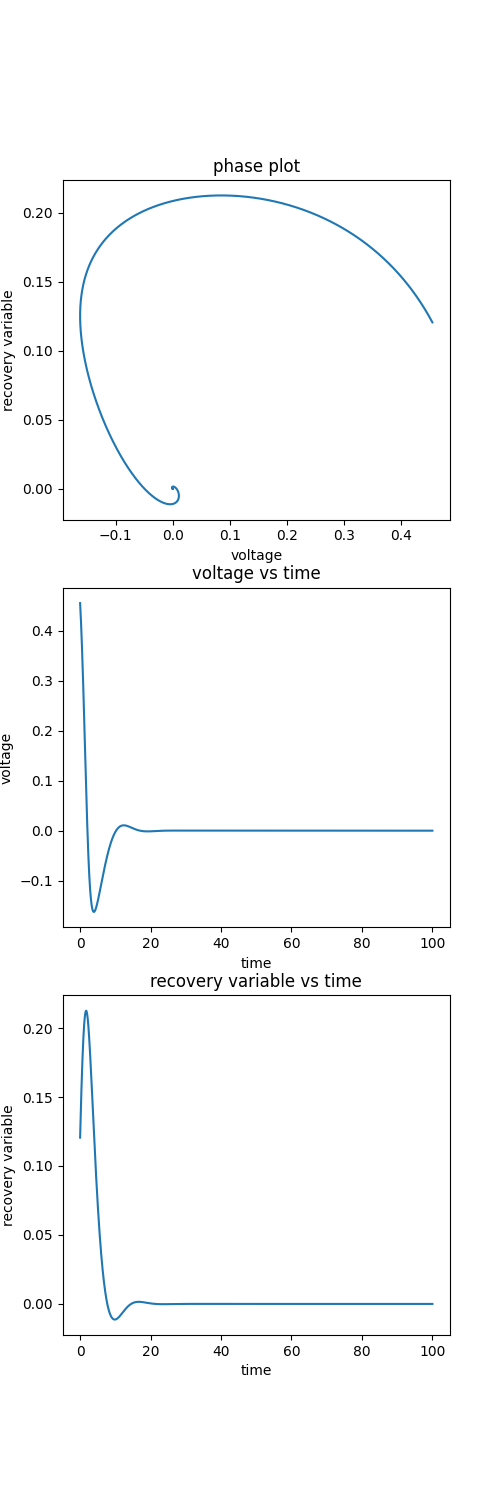 phase plot
recovery variable
0.20
0.15
0.10
0.05
0.00
−0.1 0.0 0.1 0.2 0.3 0.4
voltage
voltage vs time
voltage
0.4
0.3
0.2
0.1
0.0
−0.1
0 20 40 60 80 100
time
recovery variable vs time
recovery variable
0.20
0.15
0.10
0.05
0.00
0 20 40 60 80 100
time